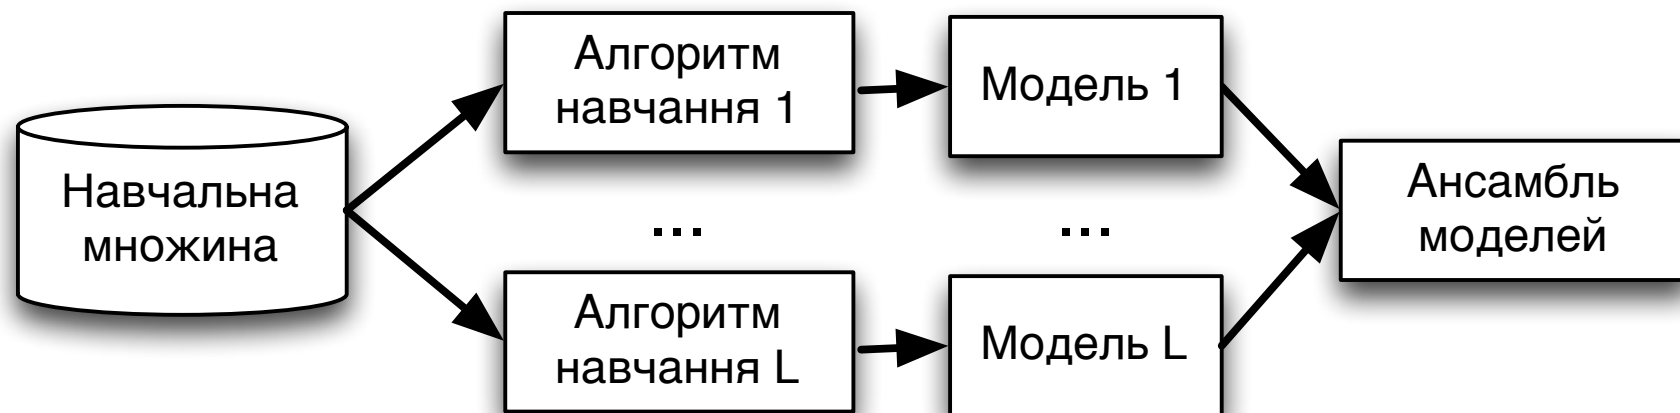 Навчальна
множина
Алгоритм
навчання 1
Модель 1
...
...
Алгоритм
навчання L
Модель L
Ансамбль
моделей